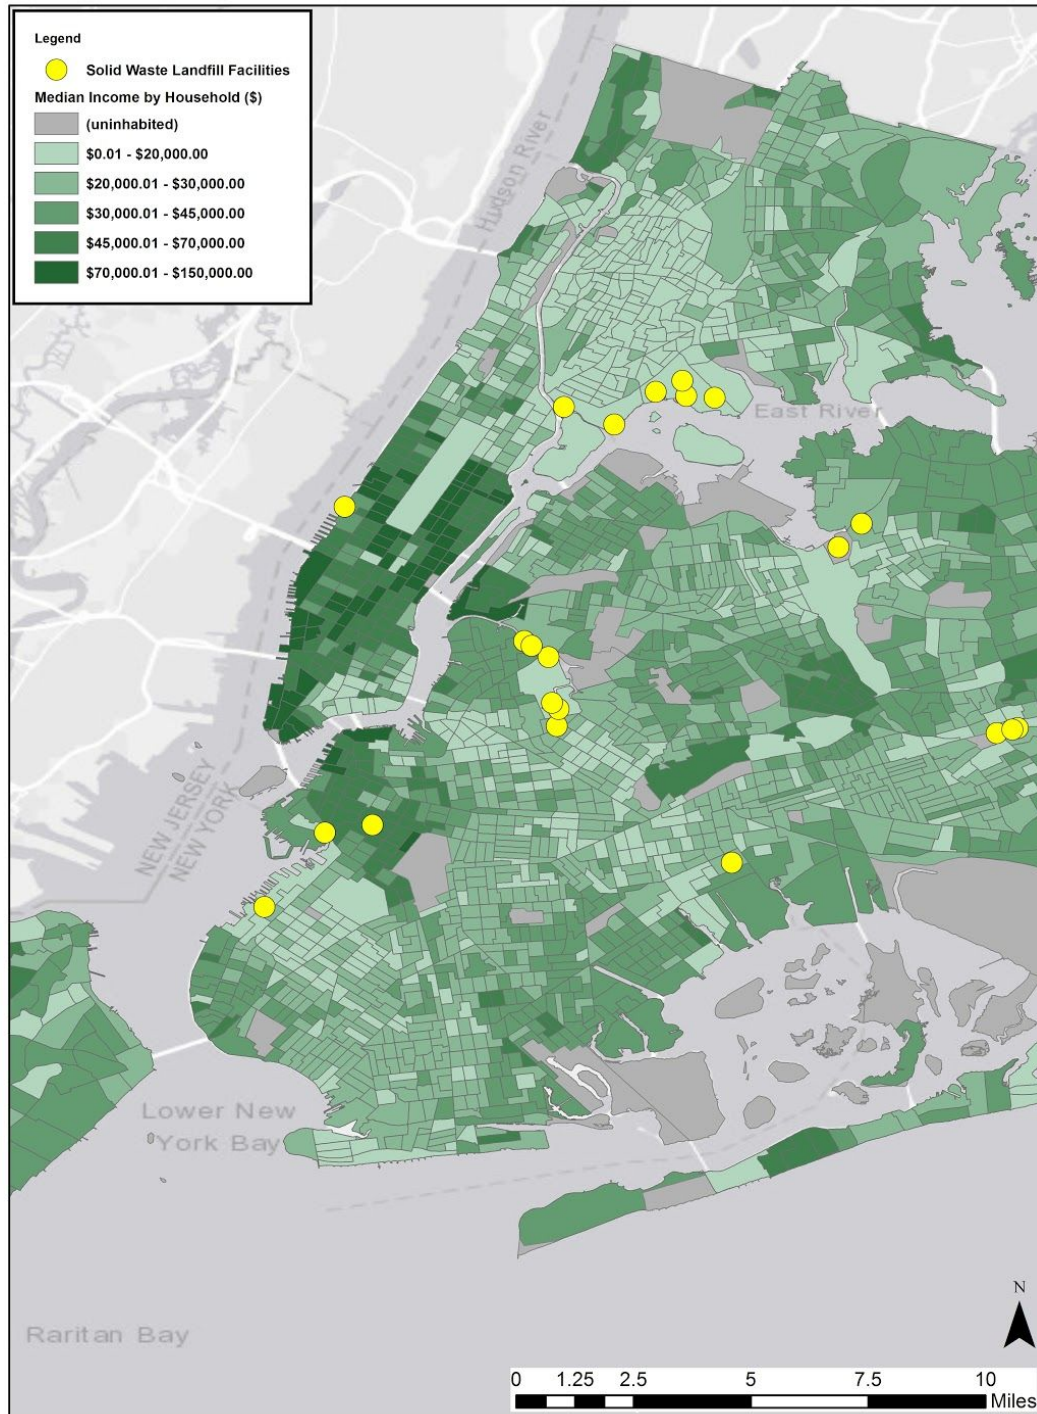 Legend
Solid Waste Landfill Facilities
Median Income by Household ($)
(uninhabited)
$0.01 - $20,000.00
$20,000.01 - $30,000.00
$30,000.01 - $45,000.00
$45,000.01 - $70,000.00
$70,000.01 - $150,000.00
Hudson River
East River
NEW JERSEY
NEW YORK
Lower New
York Bay
Raritan Bay
N
0 1.25 2.5 5 7.5 10
Miles